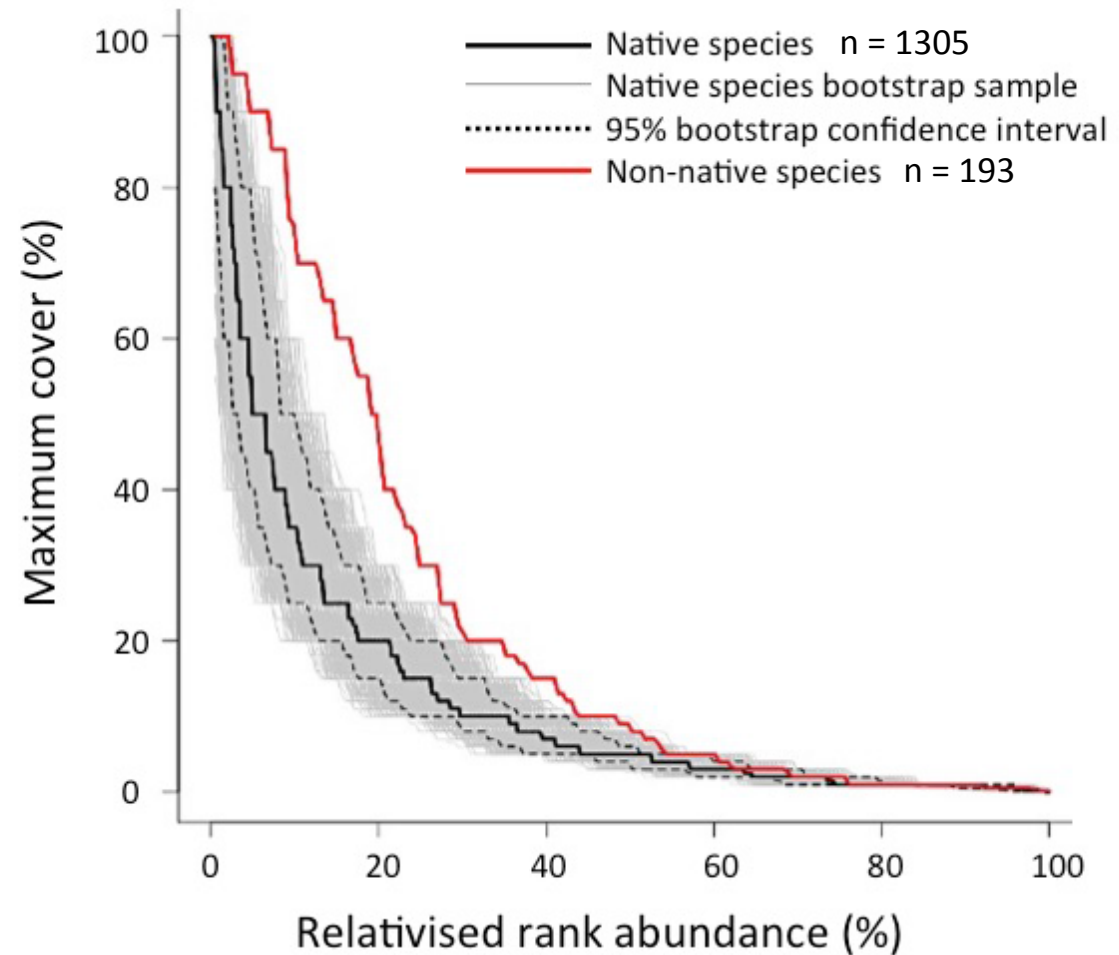 Native species n = 1305
Native species bootstrap sample
95% bootstrap confidence interval
Non-native species n = 193
Maximum cover (%)
100
80
60
40
20
0
0 20 40 60 80 100
Relativised rank abundance (%)